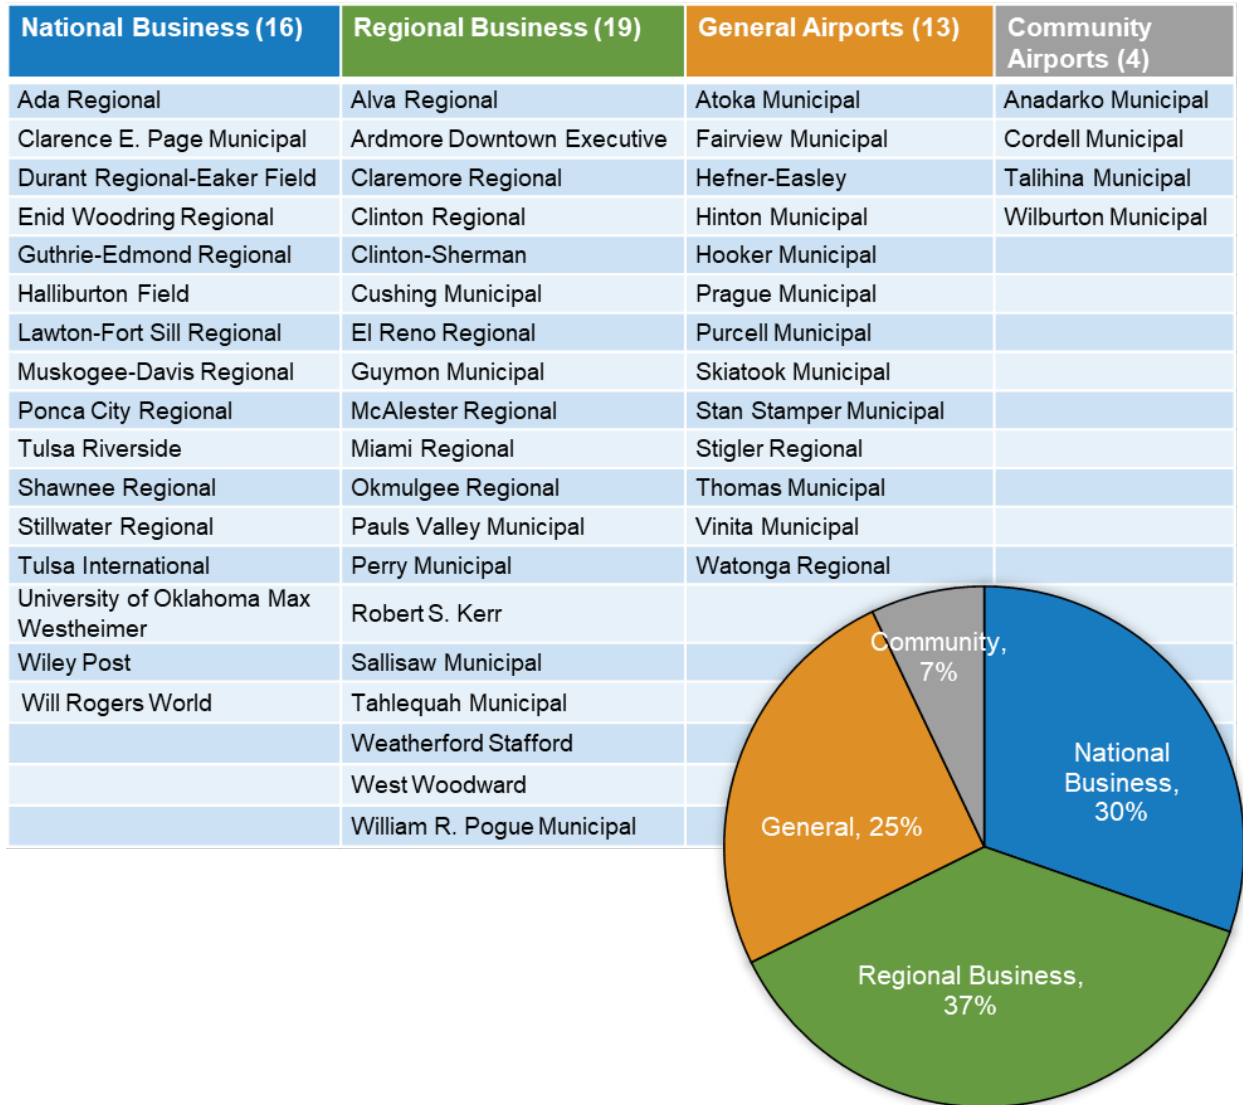 National Business (16) Regional Business (19) General Airports (13) Community
Airports (4)
Ada Regional Alva Regional Atoka Municipal Anadarko Municipal
Clarence E. Page Municipal Ardmore Downtown Executive Fairview Municipal Cordell Municipal
Durant Regional-Eaker Field Claremore Regional Hefner-Easley Talihina Municipal
Enid Woodring Regional Clinton Regional Hinton Municipal Wilburton Municipal
Guthrie-Edmond Regional Clinton-Sherman Hooker Municipal
Halliburton Field Cushing Municipal Prague Municipal
Lawton-Fort Sill Regional El Reno Regional Purcell Municipal
Muskogee-Davis Regional Guymon Municipal Skiatook Municipal
Ponca City Regional McAlester Regional Stan Stamper Municipal
Tulsa Riverside Miami Regional Stigler Regional
Shawnee Regional Okmulgee Regional Thomas Municipal
Stillwater Regional Pauls Valley Municipal Vinita Municipal
Tulsa International Perry Municipal Watonga Regional
University of Oklahoma Max
Westheimer Robert S. Kerr
Wiley Post Sallisaw Municipal
Will Rogers World Tahlequah Municipal
Weatherford Stafford
West Woodward
William R. Pogue Municipal
Community,
7%
National
Business,
30%
General, 25%
Regional Business,
37%